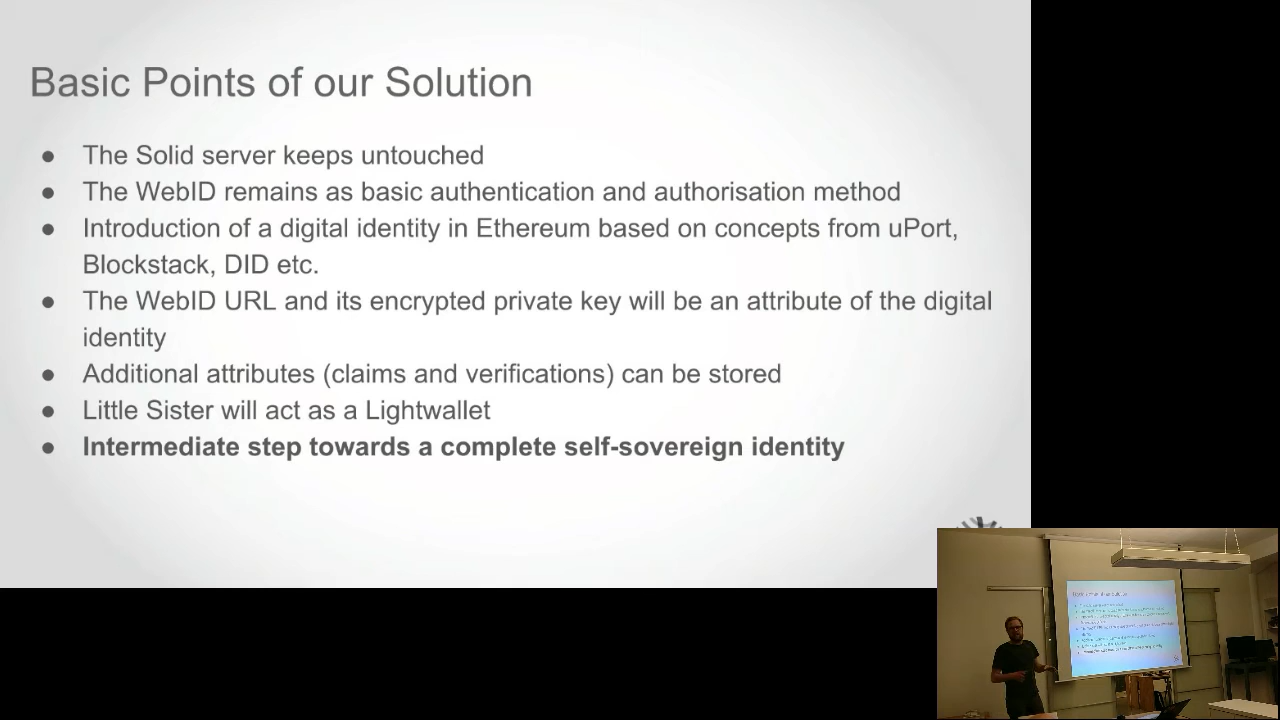 Basic Points of our Solution
● The Solid server keeps untouched
● The WebID remains as basic authentication and authorisation method
● Introduction of a digital identity in Ethereum based on concepts from uPort,
Blockstack, DID etc.
● The WebID URL and its encrypted private key will be an attribute of the digital
identity
● Additional attributes (claims and verifications) can be stored
● Little Sister will act as a Lightwallet
● Intermediate step towards a complete self-sovereign identity